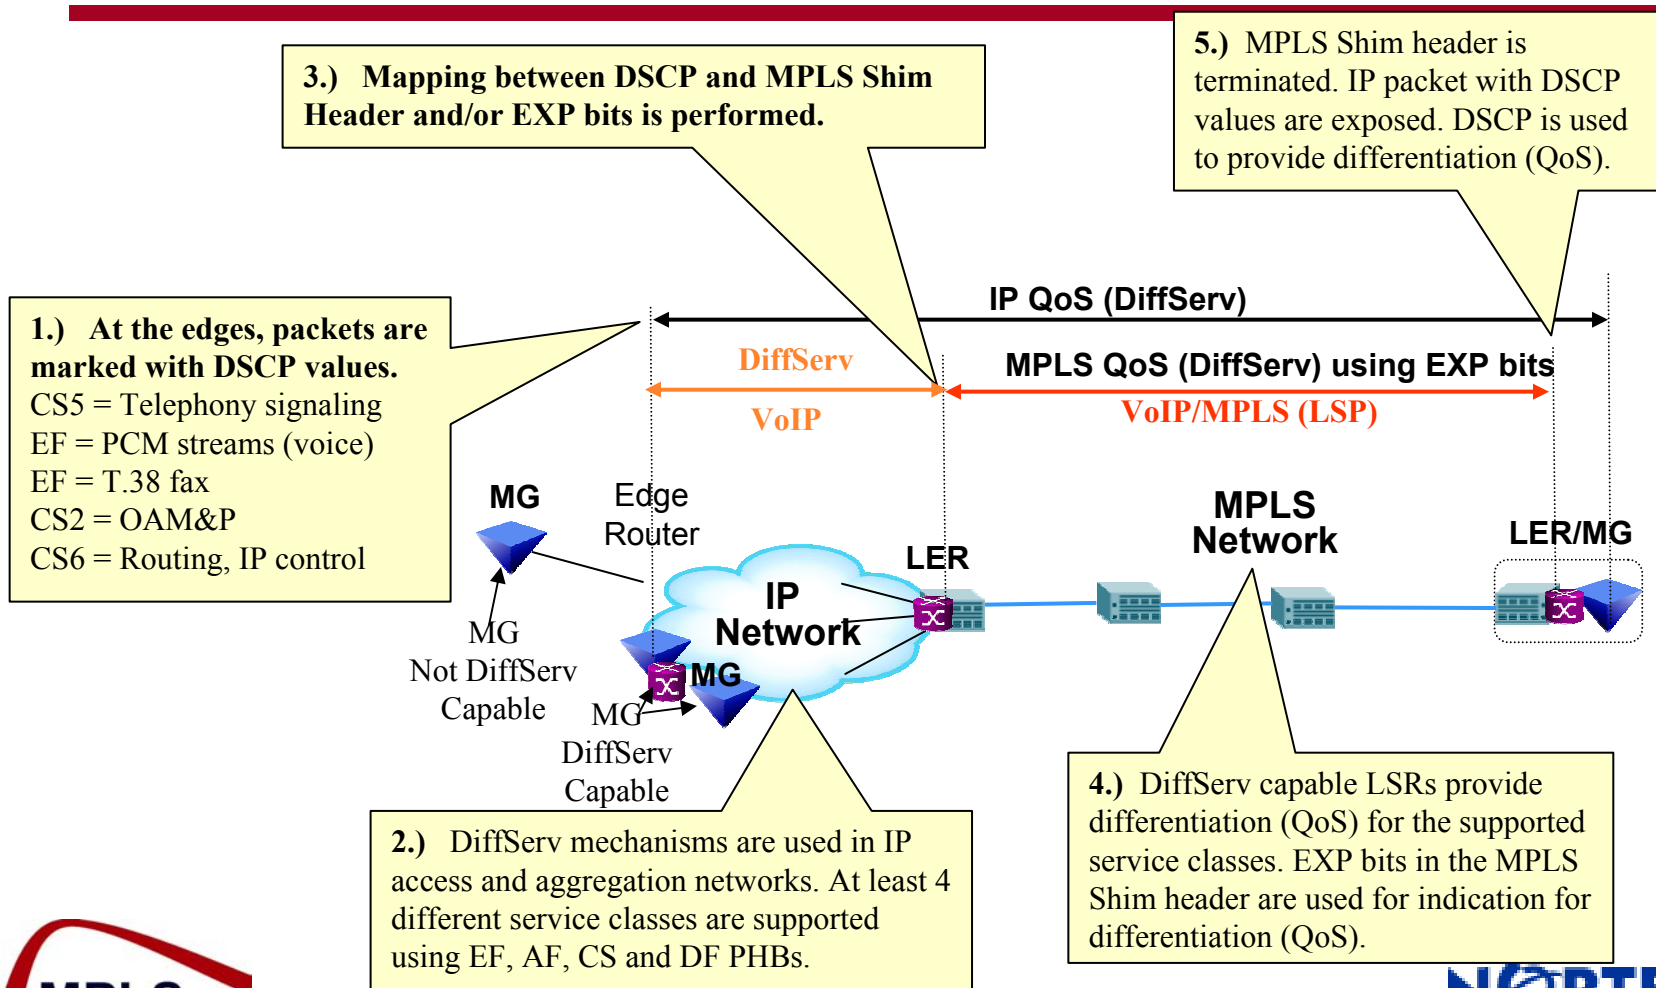 3.) Mapping between DSCP and MPLS Shim
Header and/or EXP bits is performed.
5.) MPLS Shim header is
terminated. IP packet with DSCP
values are exposed. DSCP is used
to provide differentiation (QoS).
1.) At the edges, packets are
marked with DSCP values.
CS5 = Telephony signaling
EF = PCM streams (voice)
EF = T.38 fax
CS2 = OAM&P
CS6 = Routing, IP control
IP QoS (DiffServ)
DiffServ
VoIP
MPLS QoS (DiffServ) using EXP bits
VoIP/MPLS (LSP)
MG
Edge
Router
LER
MPLS
Network
LER/MG
IP
Network
MG
MG
Not DiffServ
Capable
MG
DiffServ
Capable
2.) DiffServ mechanisms are used in IP
access and aggregation networks. At least 4
different service classes are supported
using EF, AF, CS and DF PHBs.
4.) DiffServ capable LSRs provide
differentiation (QoS) for the supported
service classes. EXP bits in the MPLS
Shim header are used for indication for
differentiation (QoS).
MPLS